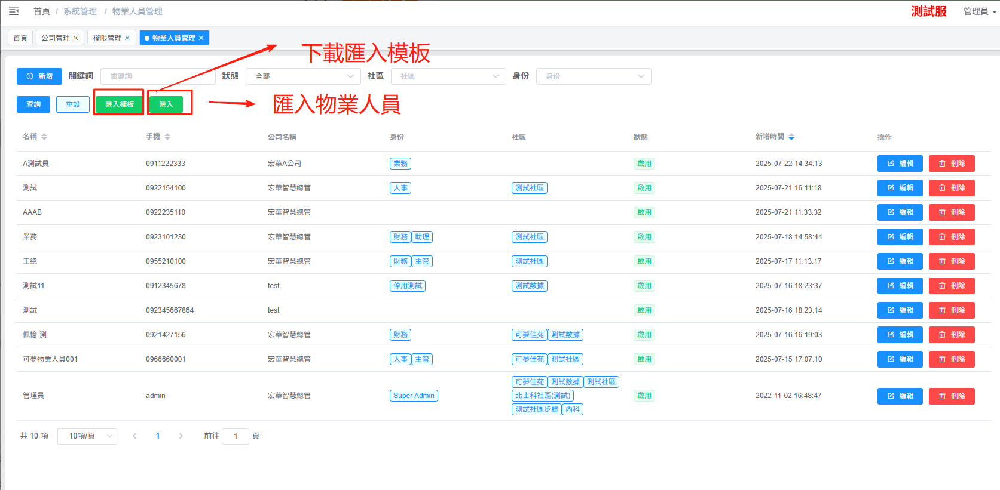 首頁 / 系統管理 / 物業人員管理 測試服 管理員
首頁 公司管理 × 權限管理 × 物業人員管理 ×
下載匯入模板
新增 關鍵詞 關鍵詞 狀態 全部 社區 社區 身份 身份
查詢 重設 匯入樣板 匯入 匯入物業人員
名稱 手機 公司名稱 身份 社區 狀態 新增時間 操作
A測試員 0911222333 宏華A公司 業務 啟用 2025-07-22 14:34:13 編輯 刪除
測試 0922154100 宏華智慧總管 人事 測試社區 啟用 2025-07-21 16:11:18 編輯 刪除
AAAB 0922235110 宏華智慧總管 啟用 2025-07-21 11:33:32 編輯 刪除
業務 0923101230 宏華智慧總管 財務 助理 測試社區 啟用 2025-07-18 14:58:44 編輯 刪除
王總 0955210100 宏華智慧總管 財務 主管 測試社區 啟用 2025-07-17 11:13:17 編輯 刪除
測試11 0912345678 test 停用測試 測試數據 啟用 2025-07-16 18:23:37 編輯 刪除
測試 092345667864 test 啟用 2025-07-16 18:23:14 編輯 刪除
佩憶-測 0921427156 宏華智慧總管 財務 可夢佳苑 測試數據 啟用 2025-07-16 16:19:03 編輯 刪除
可夢物業人員001 0966660001 宏華智慧總管 人事 主管 可夢佳苑 測試社區 啟用 2025-07-15 17:07:10 編輯 刪除
可夢佳苑 測試數據 測試社區
管理員 admin 宏華智慧總管 Super Admin 北士科社區(測試) 啟用 2022-11-02 16:48:47 編輯 刪除
測試社區步驟 內科
共 10 項 10項/頁 1 前往 1 頁